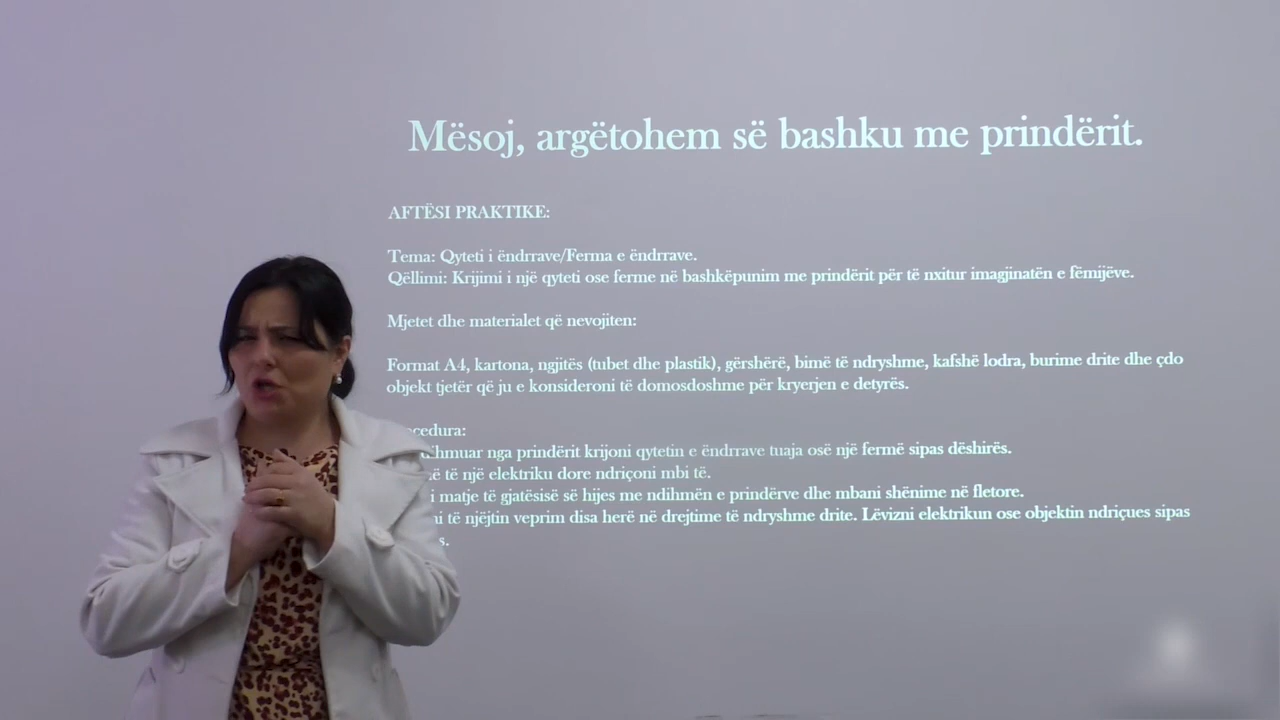 Mësoj, argëtohem së bashku me prindërit.
AFTËSI PRAKTIKE:
Tema: Qyteti i ëndrrave/Ferma e ëndrrave.
Qëllimi: Krijimi i një qyteti ose ferme në bashkëpunim me prindërit për të nxitur imagjinatën e fëmijëve.
Mjetet dhe materialet që nevojiten:
Format A4, kartona, ngjitës (tubet dhe plastik), gërshërë, bimë të ndryshme, kafshë lodra, burime drite dhe çdo
objekt tjetër që ju e konsideroni të domosdoshme për kryerjen e detyrës.
nga prindërit krijoni qytetin e ëndrrave tuaja osë një fermë sipas dëshirës.
të një elektriku dore ndriçoni mbi të.
i matje të gjatësisë së hijes me ndihmën e prindërve dhe mbani shënime në fletore.
të njëjtin veprim disa herë në drejtime të ndryshme drite. Lëvizni elektrikun ose objektin ndriçues sipas